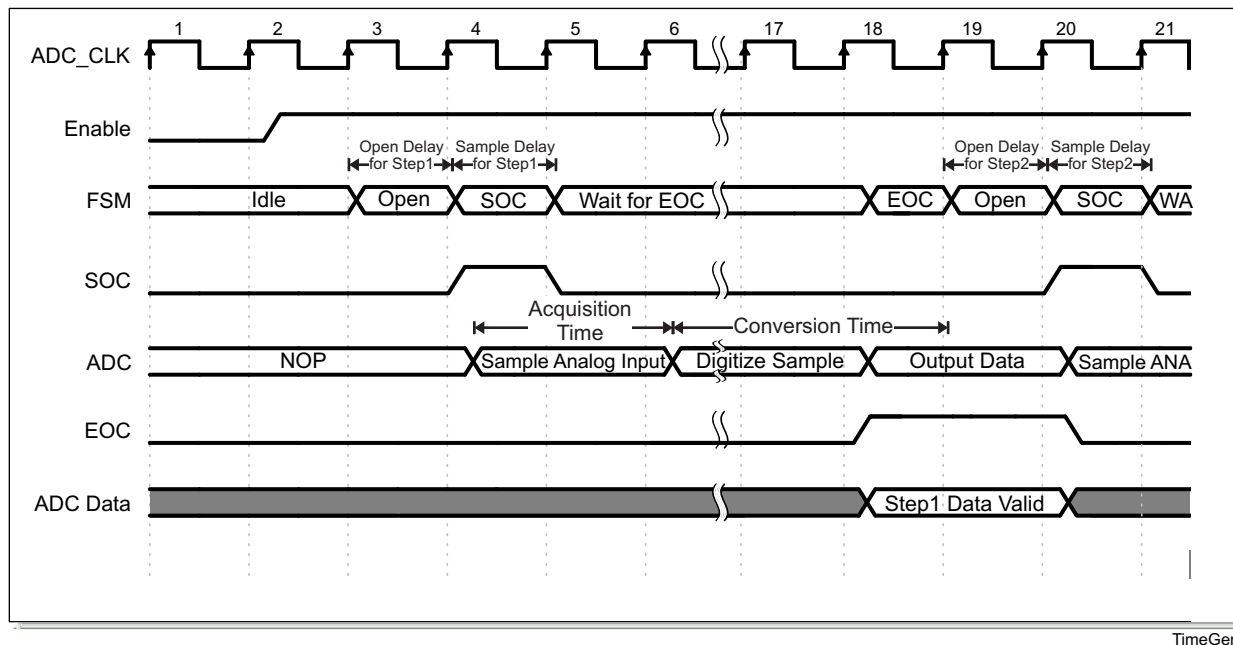 1 2 3 4 5 6 17 18 19 20 21
ADC_CLK
Enable
Open Delay for Step1
Sample Delay for Step1
Open Delay for Step2
Sample Delay for Step2
FSM Idle Open SOC Wait for EOC EOC Open SOC WA
SOC
Acquisition Time
Conversion Time
ADC NOP Sample Analog Input Digitize Sample Output Data Sample ANA
EOC
ADC Data Step1 Data Valid